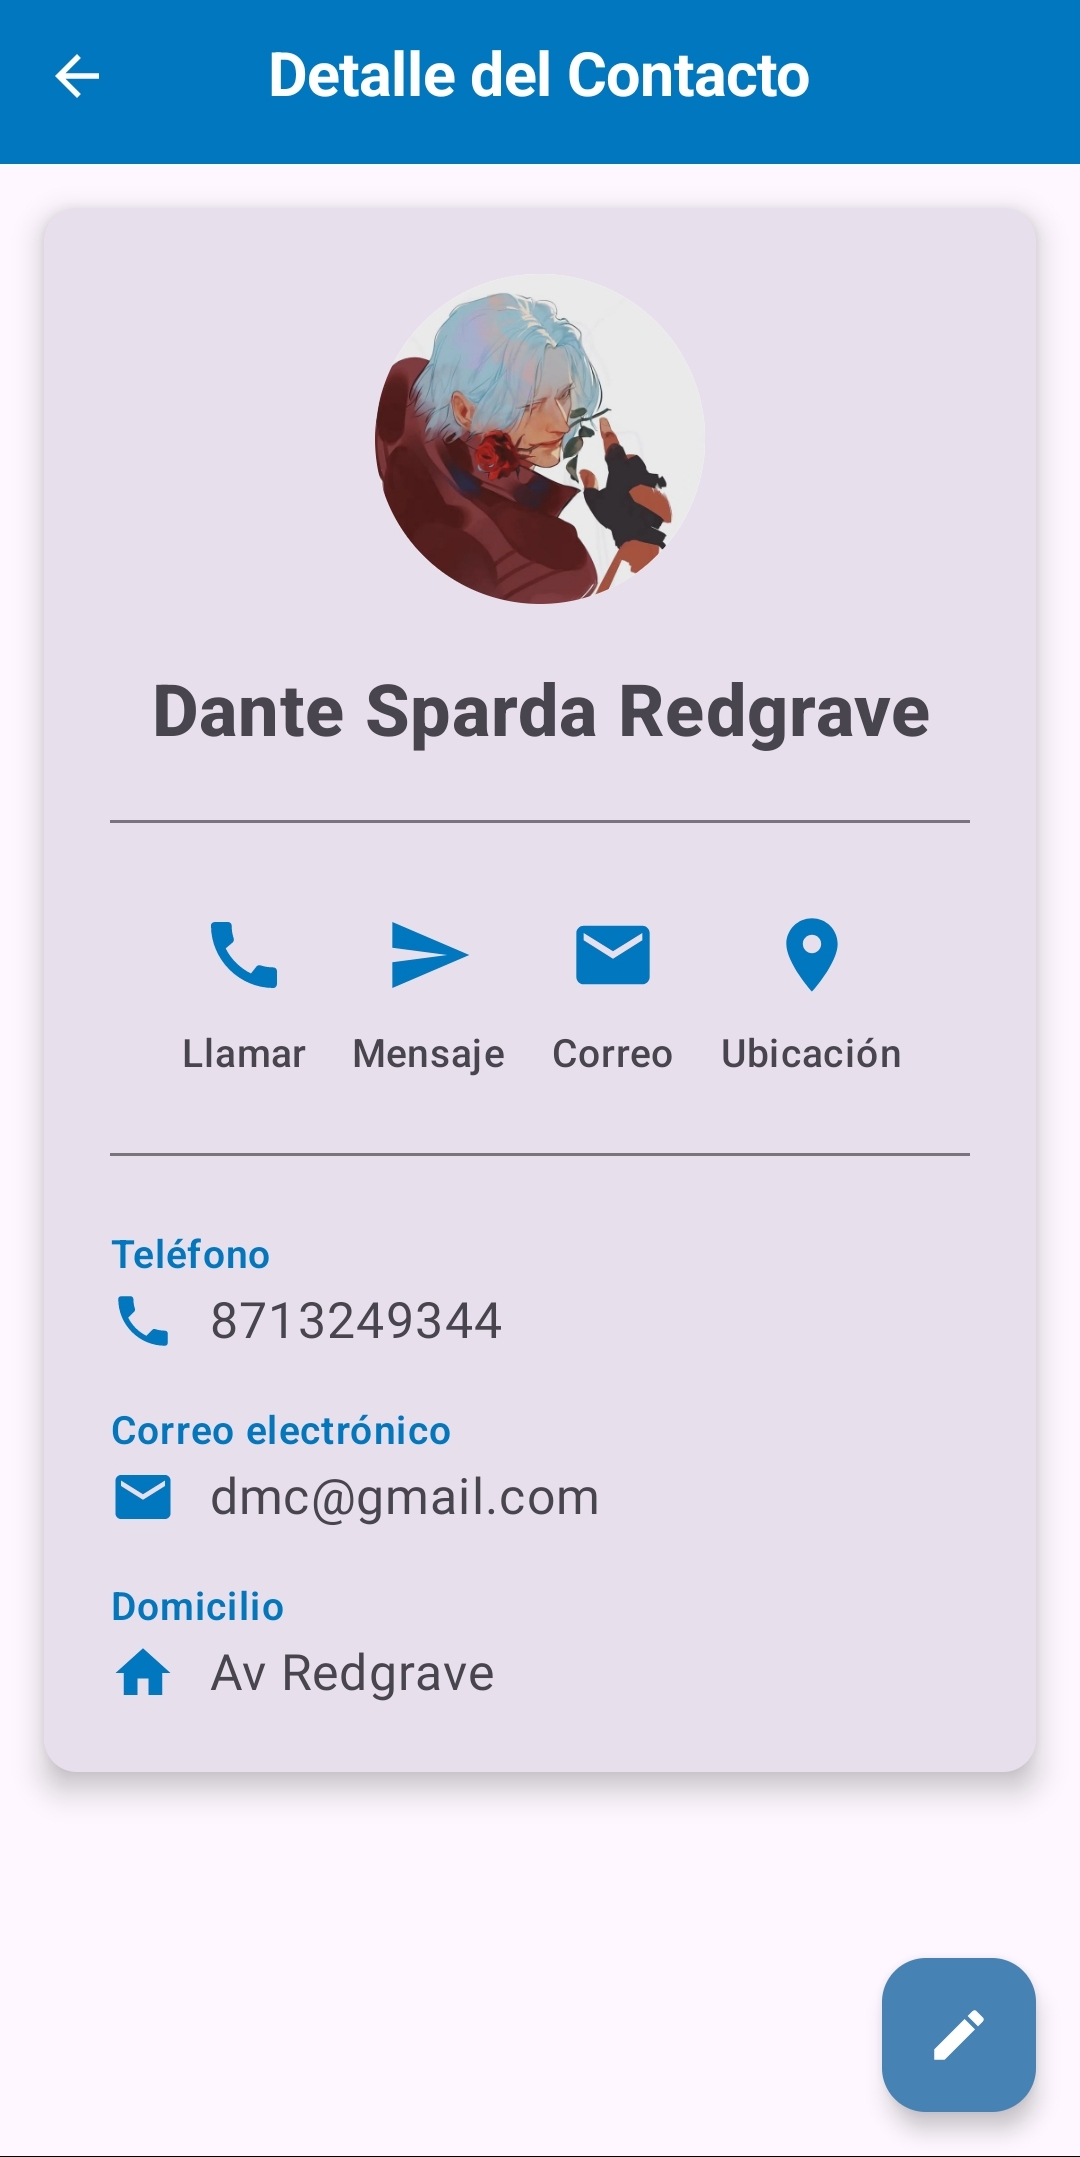 Detalle del Contacto
Dante Sparda Redgrave
Llamar Mensaje Correo Ubicación
Teléfono
8713249344
Correo electrónico
dmc@gmail.com
Domicilio
Av Redgrave